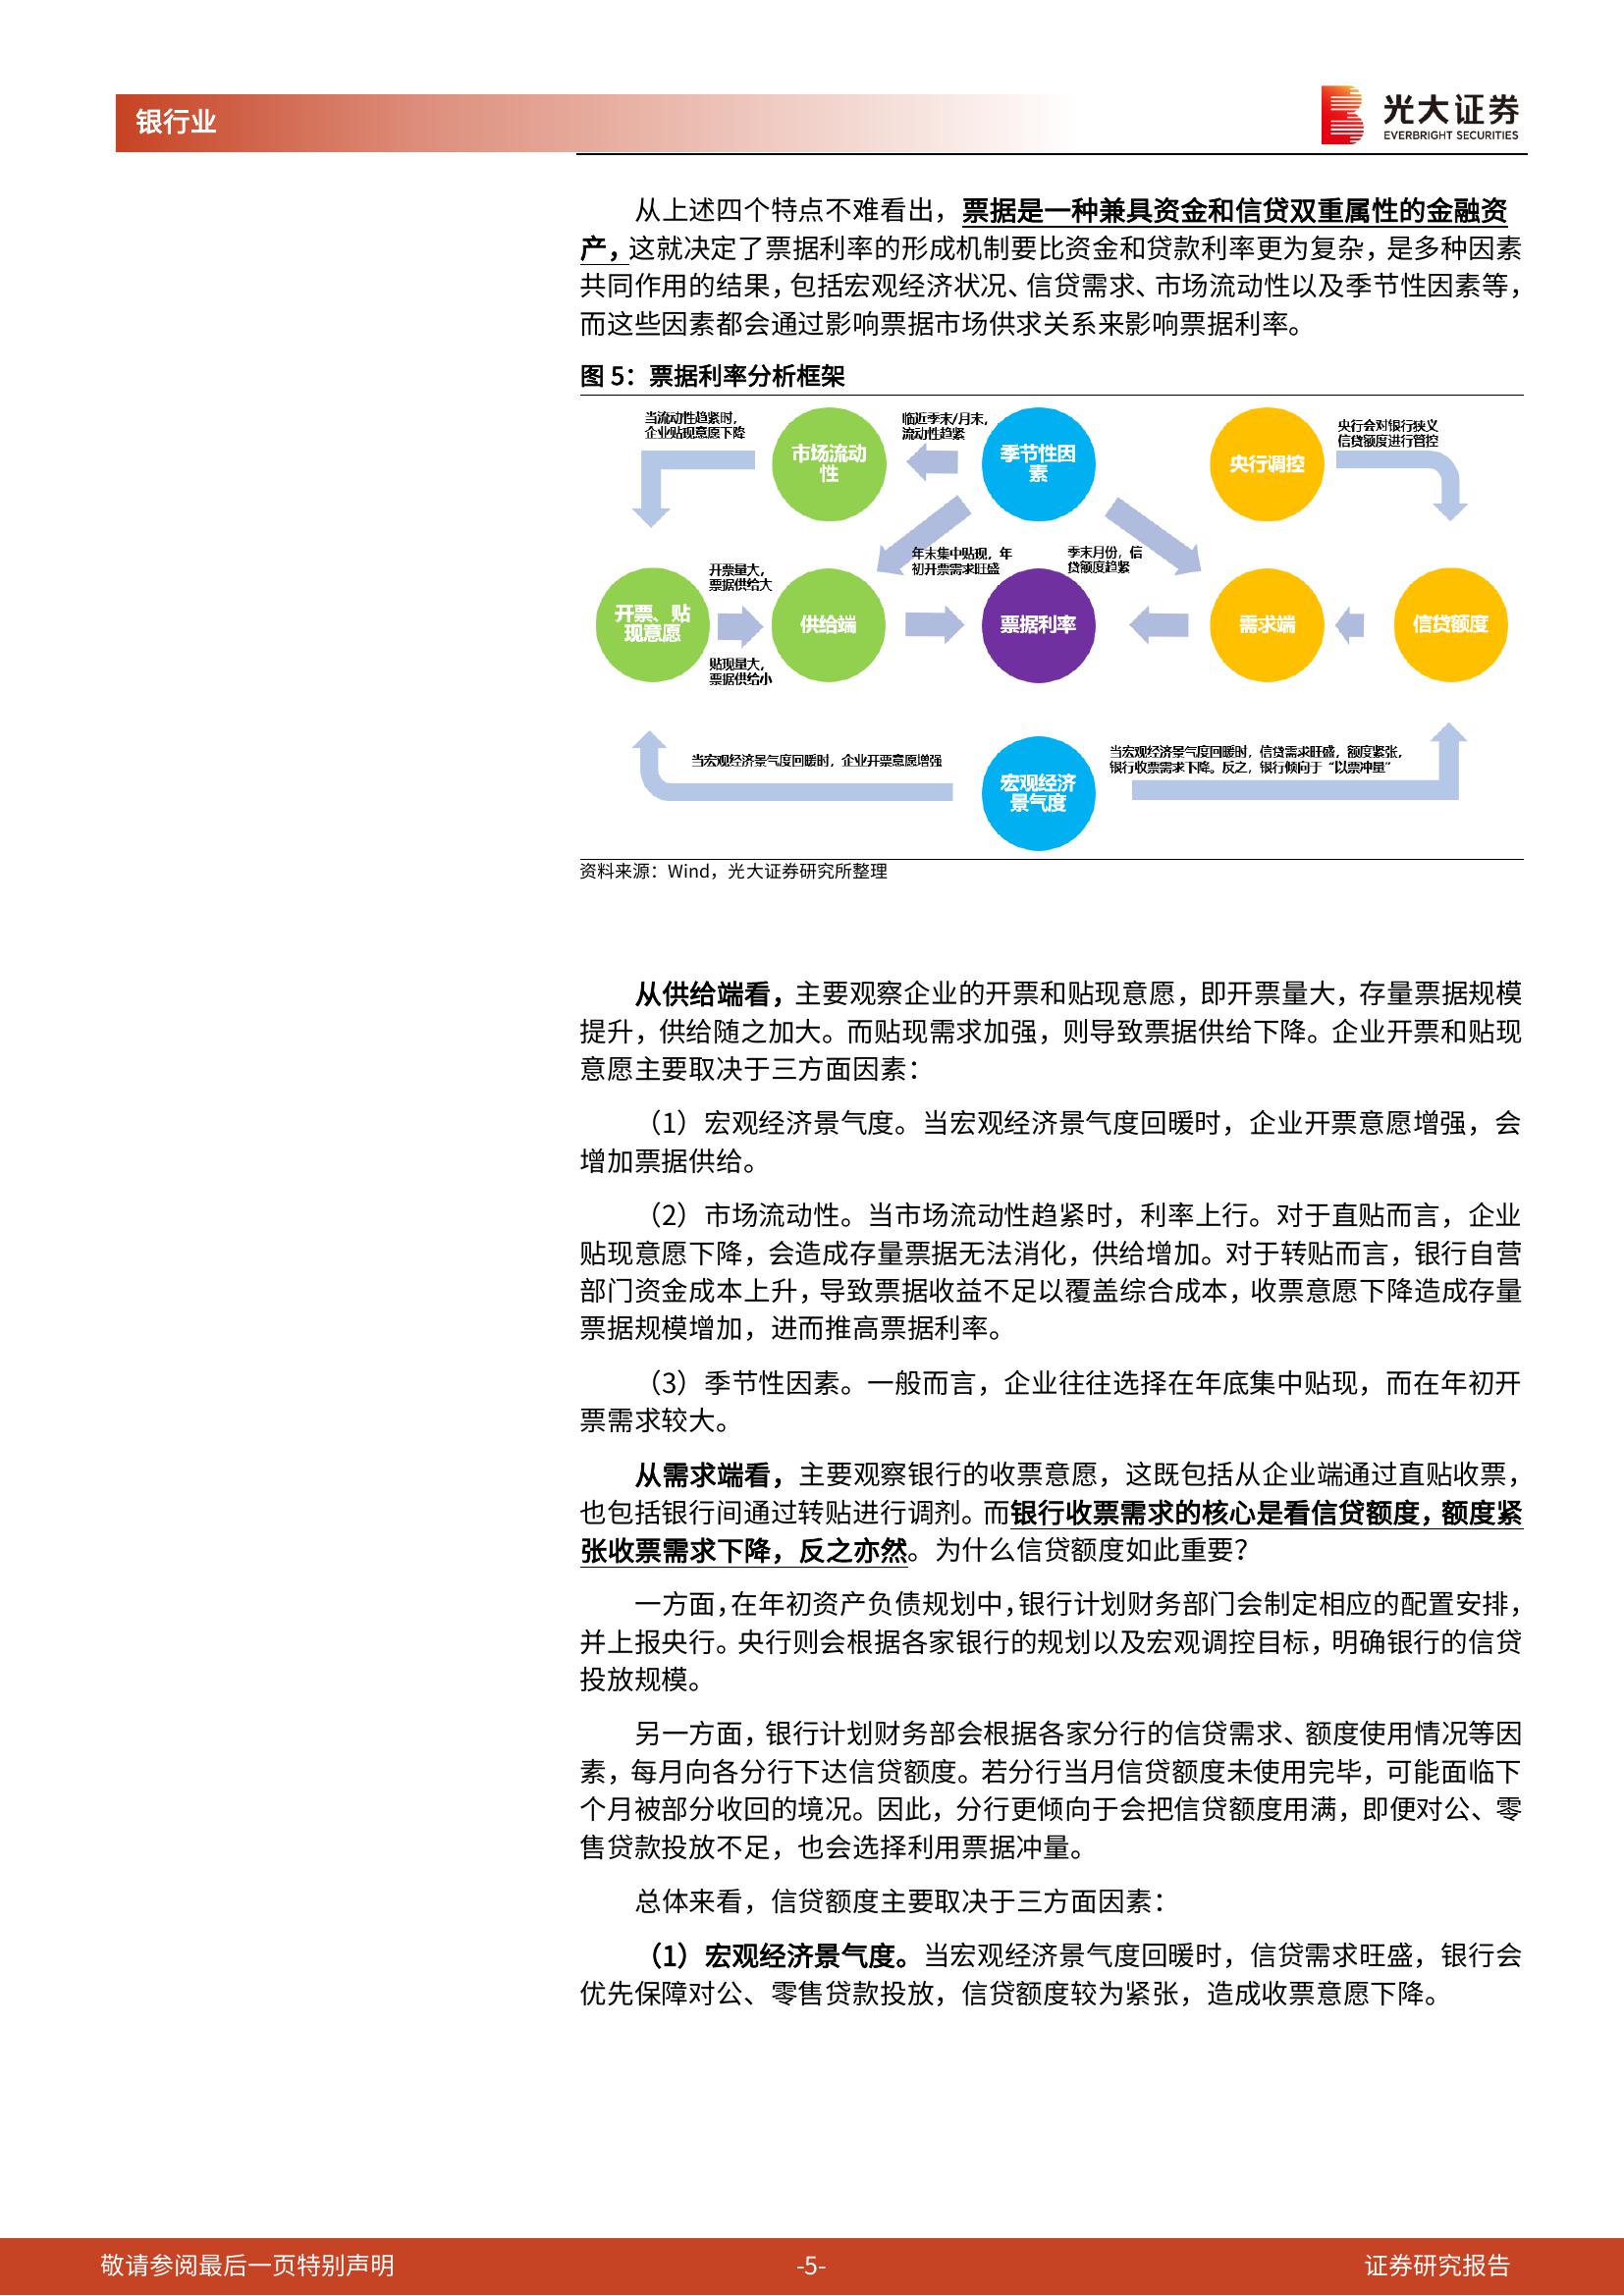 银行业
光大证券
EVERBRIGHT SECURITIES
从上述四个特点不难看出，票据是一种兼具资金和信贷双重属性的金融资
产，这就决定了票据利率的形成机制要比资金和贷款利率更为复杂，是多种因素
共同作用的结果，包括宏观经济状况、信贷需求、市场流动性以及季节性因素等，
而这些因素都会通过影响票据市场供求关系来影响票据利率。
图 5：票据利率分析框架
当流动性趋紧时，
企业贴现意愿下降
市场流动
性
临近季末/月末，
流动性趋紧
季节性因
素
央行调控
央行会对银行狭义
信贷额度进行管控
年末集中贴现，年
初开票需求旺盛
季末月份，信
贷额度趋紧
开票、贴
现意愿
开票量大，
票据供给大
贴现量大，
票据供给小
供给端
票据利率
需求端
信贷额度
当宏观经济景气度回暖时，企业开票意愿增强
宏观经济
景气度
当宏观经济景气度回暖时，信贷需求旺盛，额度紧张，
银行收票需求下降。反之，银行倾向于“以票冲量”
资料来源：Wind，光大证券研究所整理
从供给端看，主要观察企业的开票和贴现意愿，即开票量大，存量票据规模
提升，供给随之加大。而贴现需求加强，则导致票据供给下降。企业开票和贴现
意愿主要取决于三方面因素：
（1）宏观经济景气度。当宏观经济景气度回暖时，企业开票意愿增强，会
增加票据供给。
（2）市场流动性。当市场流动性趋紧时，利率上行。对于直贴而言，企业
贴现意愿下降，会造成存量票据无法消化，供给增加。对于转贴而言，银行自营
部门资金成本上升，导致票据收益不足以覆盖综合成本，收票意愿下降造成存量
票据规模增加，进而推高票据利率。
（3）季节性因素。一般而言，企业往往选择在年底集中贴现，而在年初开
票需求较大。
从需求端看，主要观察银行的收票意愿，这既包括从企业端通过直贴收票，
也包括银行间通过转贴进行调剂。而银行收票需求的核心是看信贷额度，额度紧
张收票需求下降，反之亦然。为什么信贷额度如此重要？
一方面，在年初资产负债规划中，银行计划财务部门会制定相应的配置安排，
并上报央行。央行则会根据各家银行的规划以及宏观调控目标，明确银行的信贷
投放规模。
另一方面，银行计划财务部会根据各家分行的信贷需求、额度使用情况等因
素，每月向各分行下达信贷额度。若分行当月信贷额度未使用完毕，可能面临下
个月被部分收回的境况。因此，分行更倾向于会把信贷额度用满，即便对公、零
售贷款投放不足，也会选择利用票据冲量。
总体来看，信贷额度主要取决于三方面因素：
（1）宏观经济景气度。当宏观经济景气度回暖时，信贷需求旺盛，银行会
优先保障对公、零售贷款投放，信贷额度较为紧张，造成收票意愿下降。
敬请参阅最后一页特别声明
-5-
证券研究报告